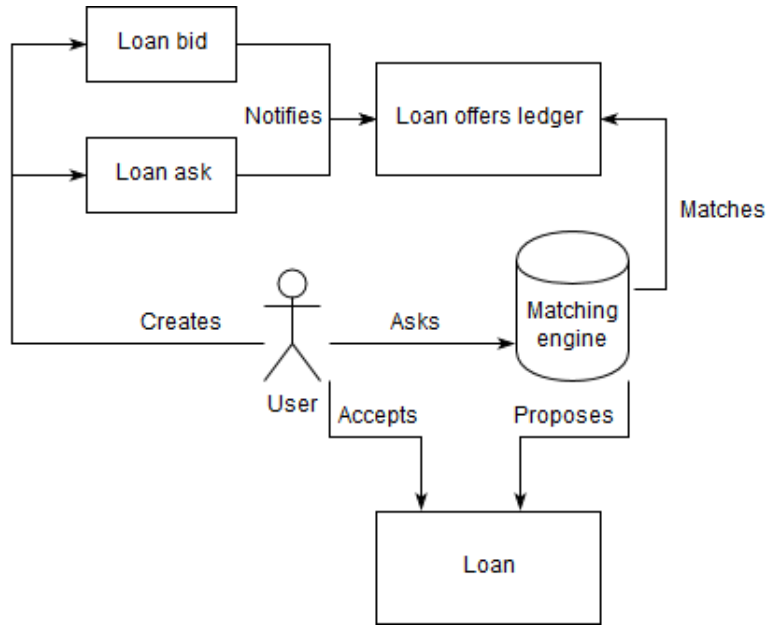 Loan bid
Notifies
Loan offers ledger
Loan ask
Matches
Creates
Asks
Matching
engine
User
Accepts
Proposes
Loan